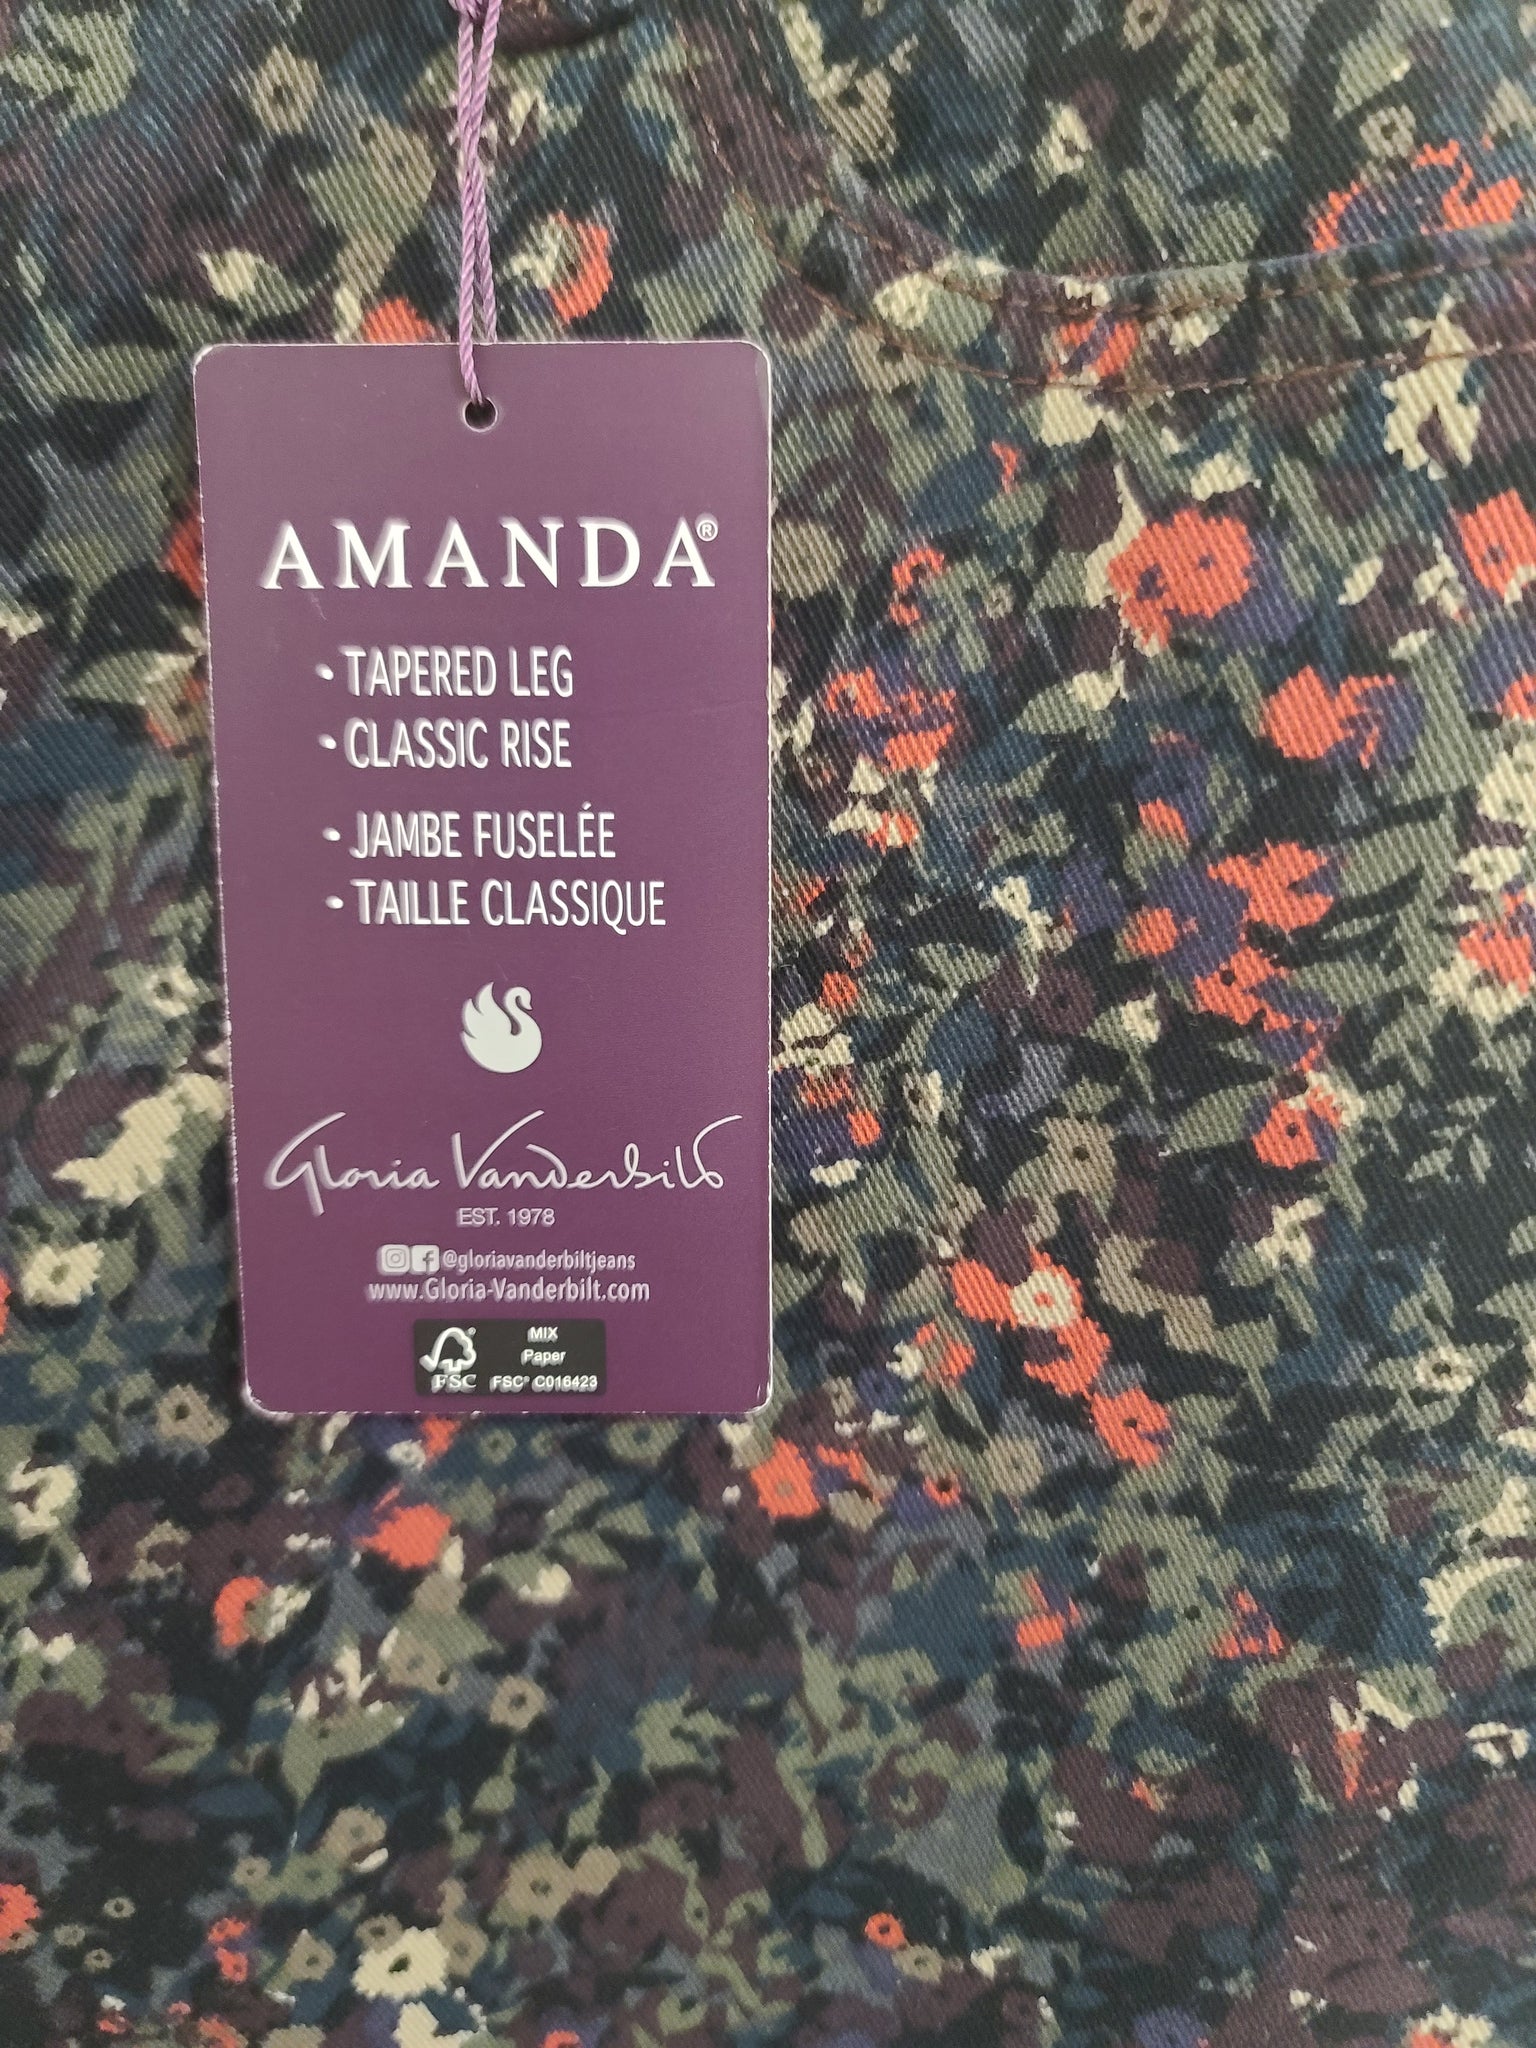 AMANDA®
• TAPERED LEG
• CLASSIC RISE
• JAMBE FUSELÉE
• TAILLE CLASSIQUE
Gloria Vanderbilt
EST. 1978
@gloriavanderbiltjeans
www.Gloria-Vanderbilt.com
MIX
Paper
FSC® C016423
FSC